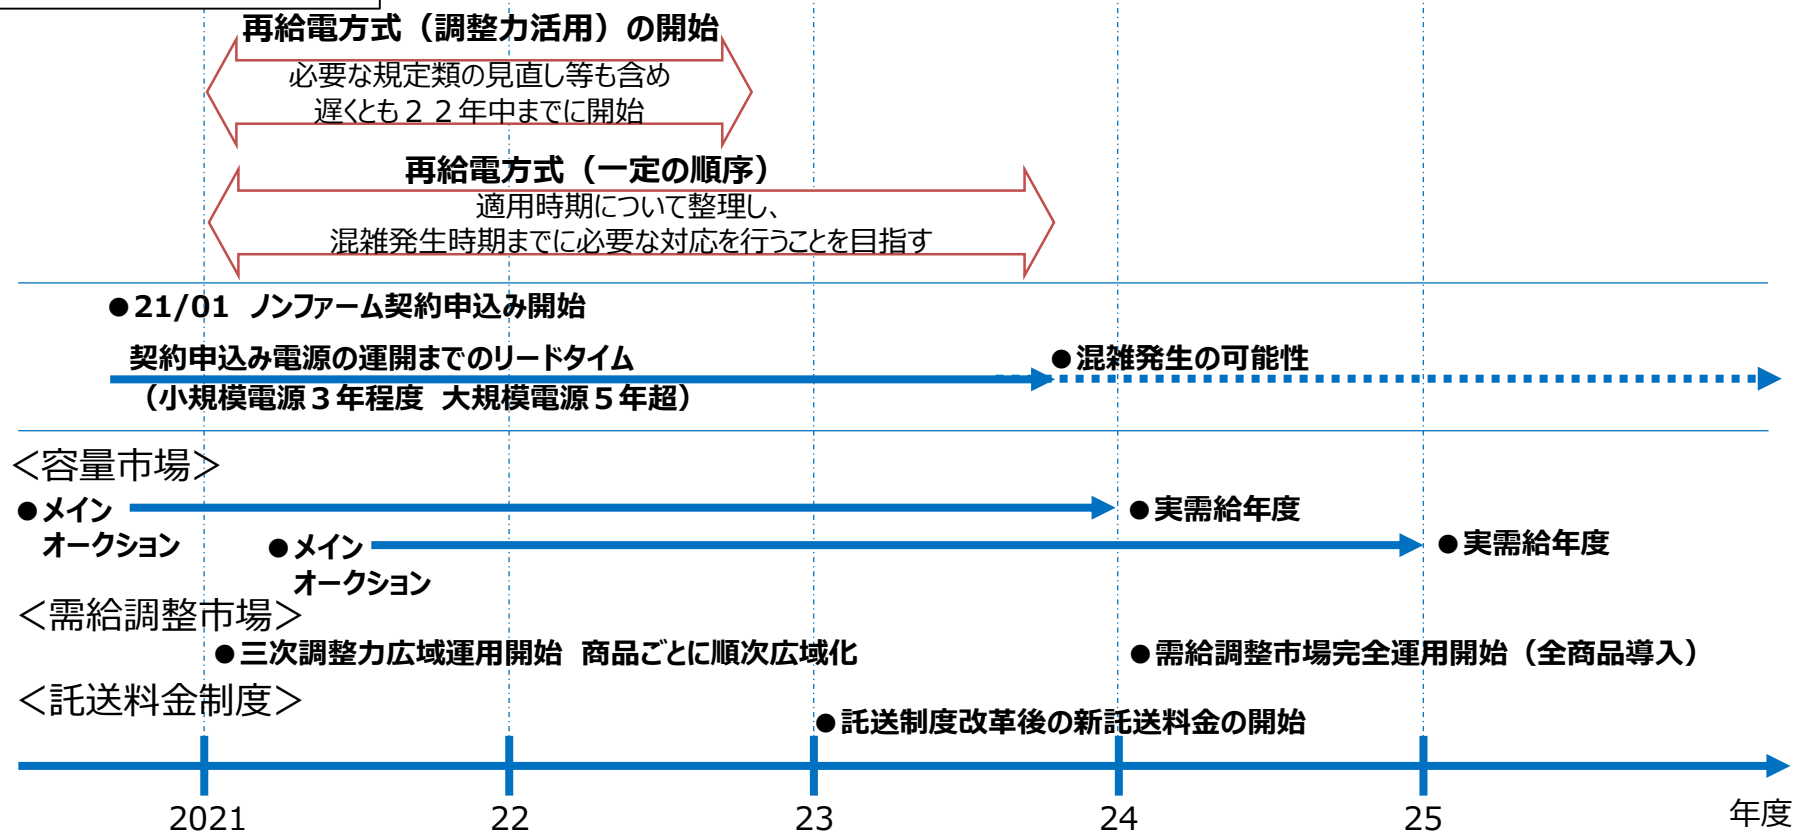 再給電方式（調整力活用）の開始
必要な規定類の見直し等も含め
遅くとも２２年中までに開始
再給電方式（一定の順序）
適用時期について整理し、
混雑発生時期までに必要な対応を行うことを目指す
●21/01 ノンファーム契約申込み開始
契約申込み電源の運開までのリードタイム
（小規模電源３年程度 大規模電源５年超）
●混雑発生の可能性
＜容量市場＞
●メイン
オークション
●実需給年度
●メイン
オークション
●実需給年度
＜需給調整市場＞
●三次調整力広域運用開始 商品ごとに順次広域化
●需給調整市場完全運用開始（全商品導入）
＜託送料金制度＞
●託送制度改革後の新託送料金の開始
2021 22 23 24 25 年度